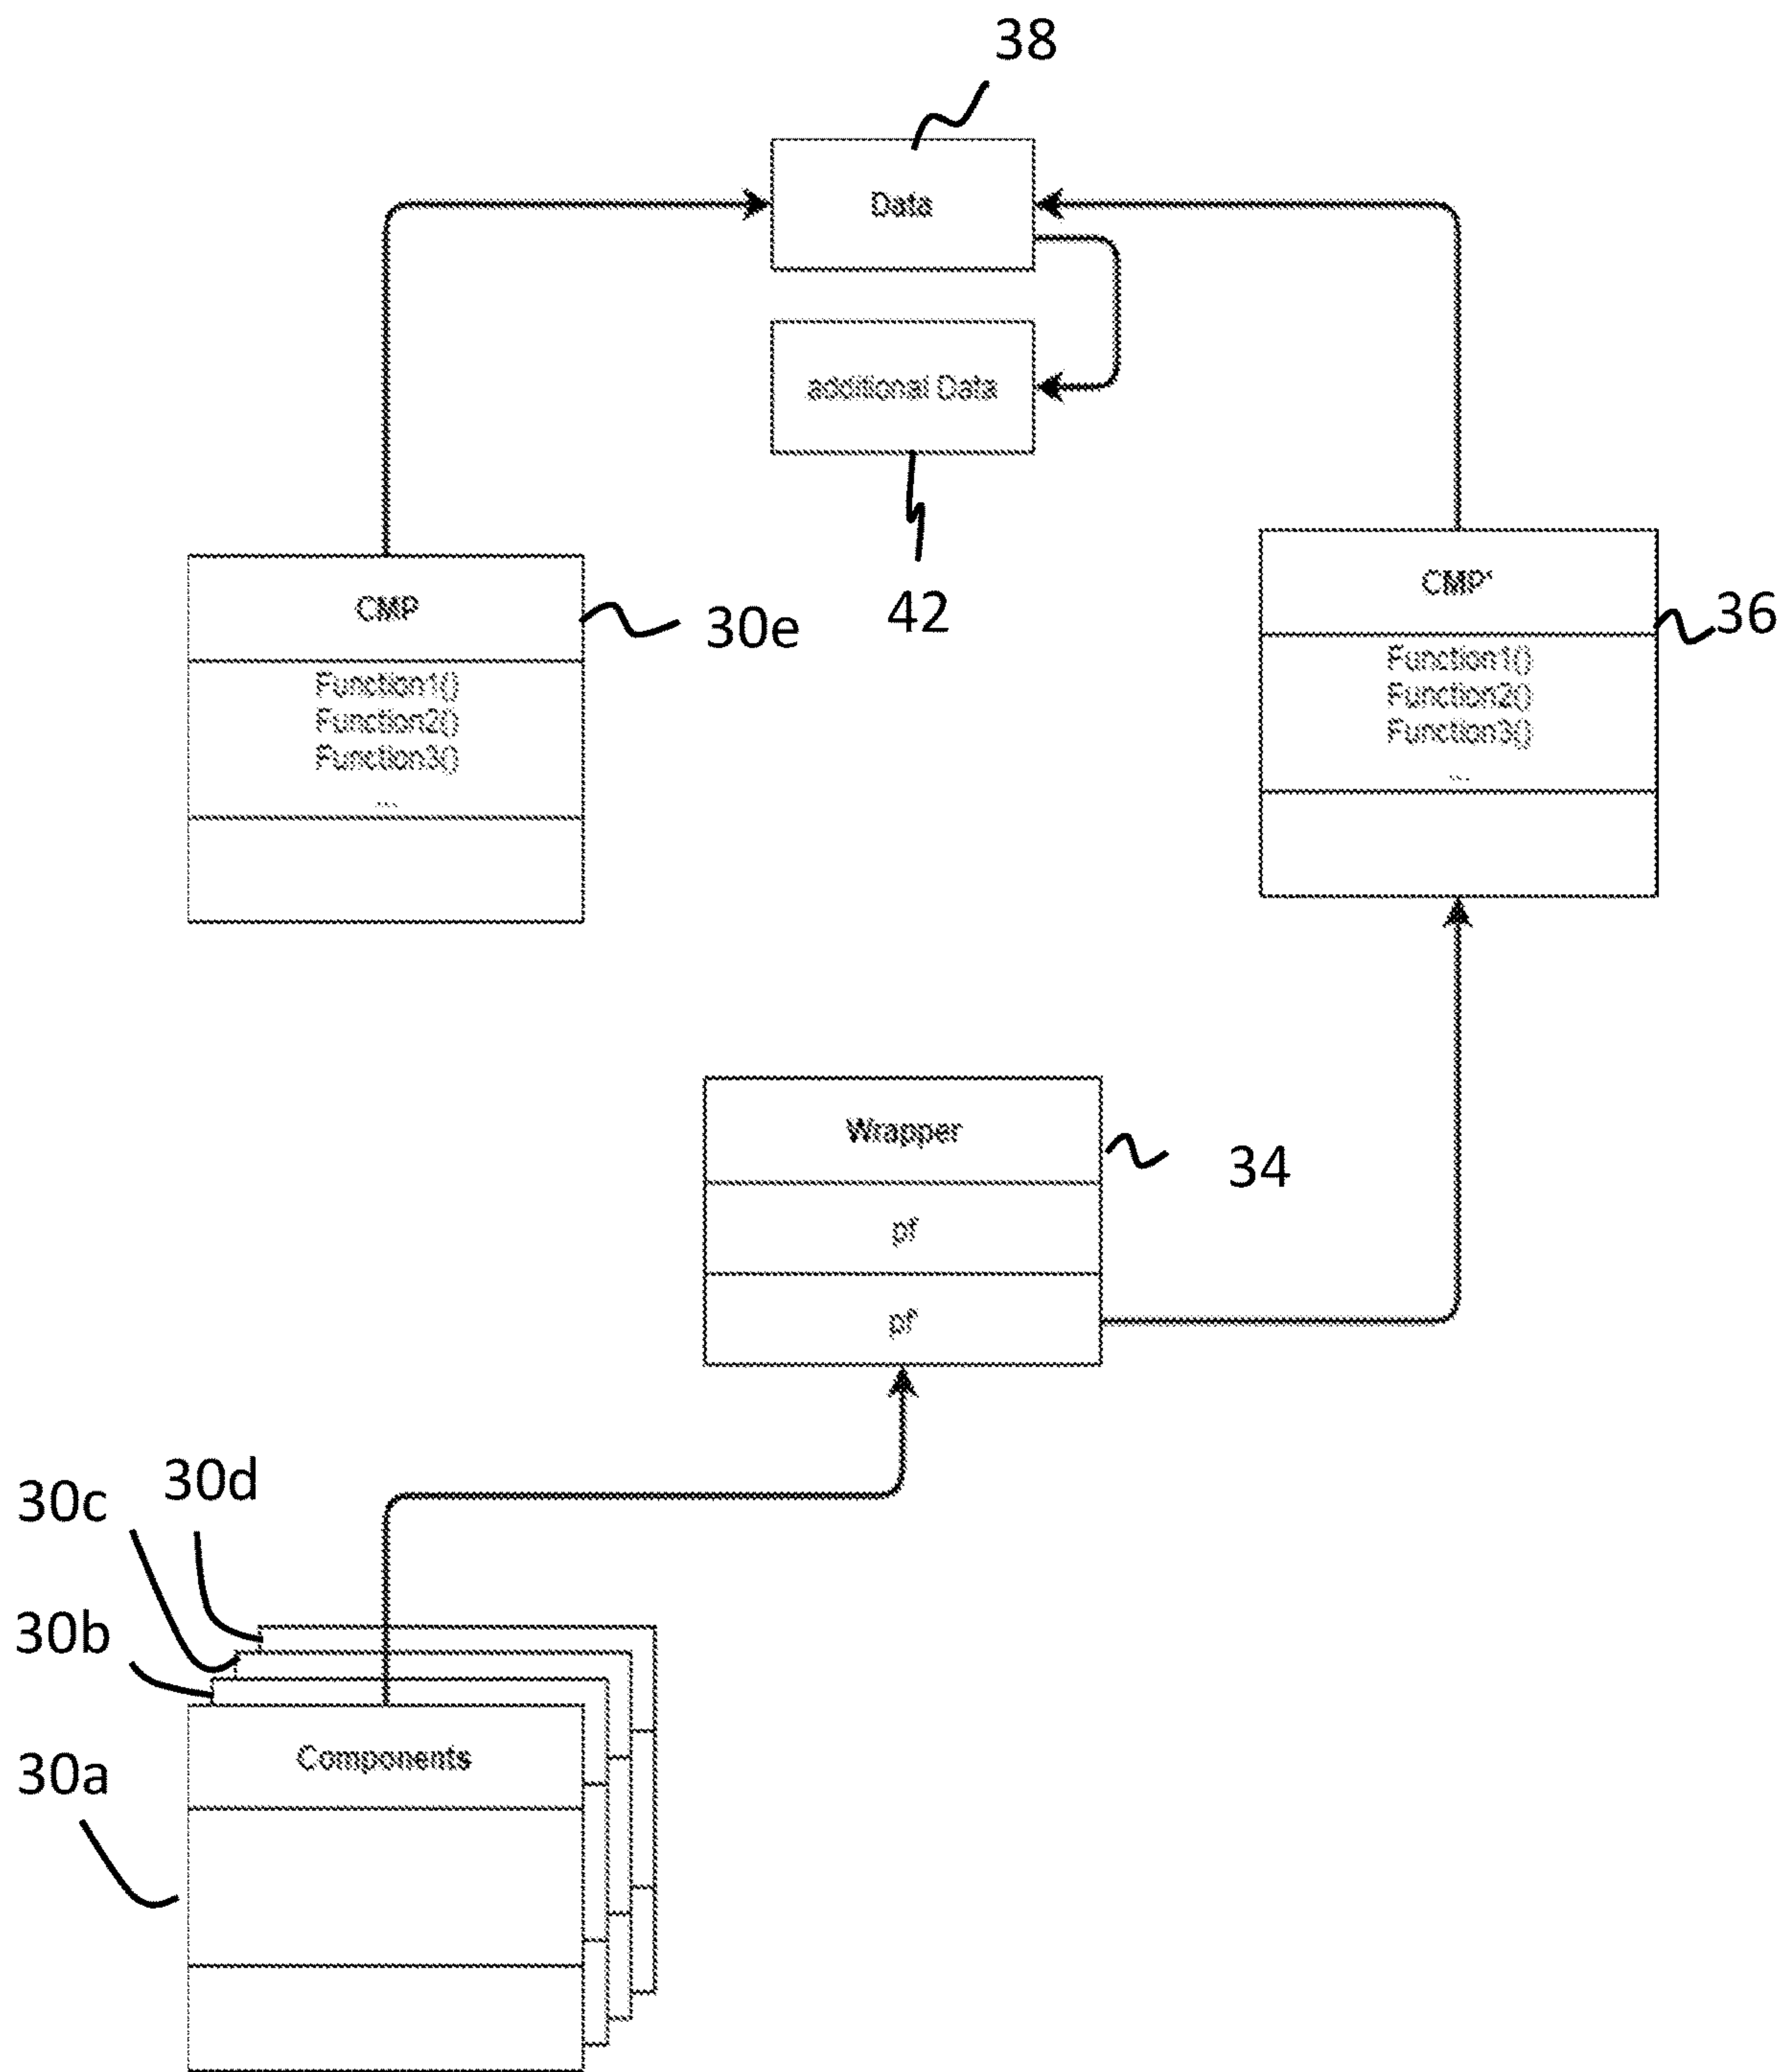 38
Data
additional Data
42
CMP
30e
Function1()
Function2()
Function3()
...
CMP'
36
Function1()
Function2()
Function3()
...
Wrapper
34
pf
pf'
30d
30c
30b
Components
30a